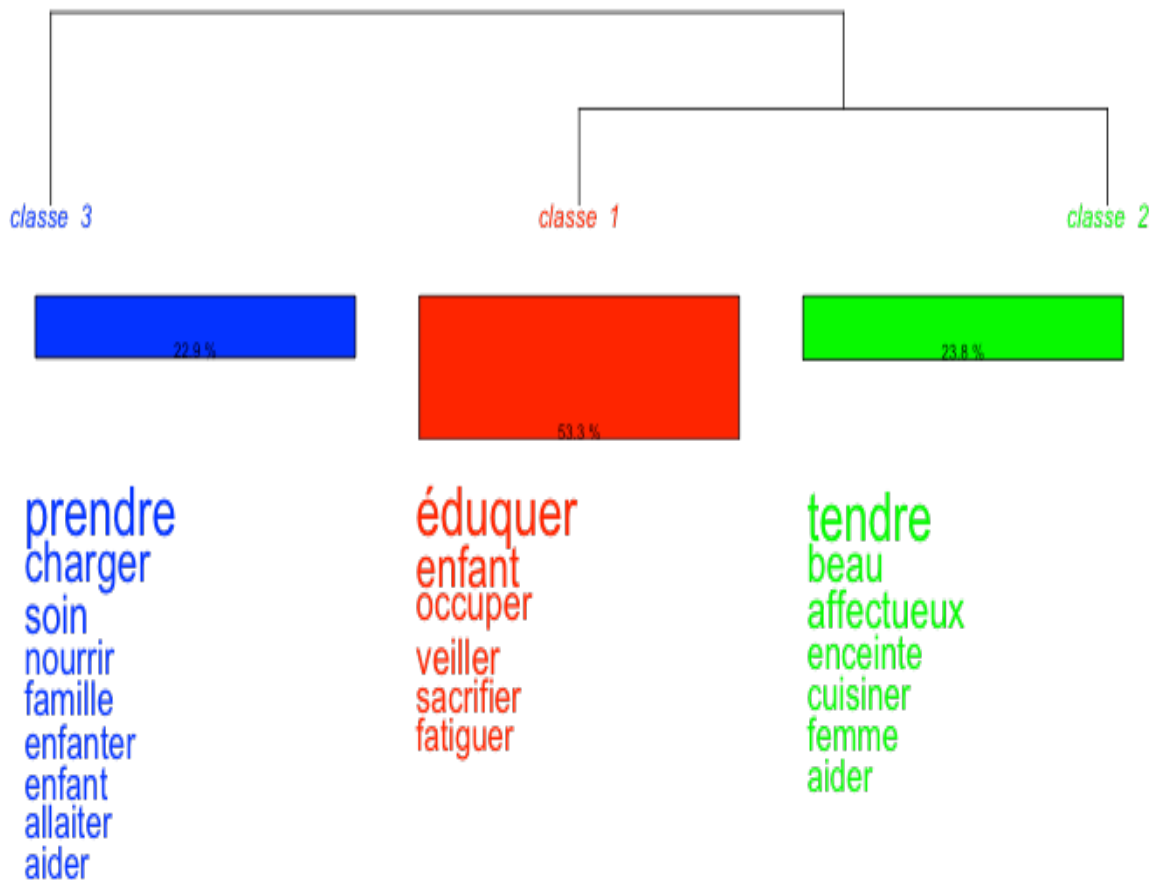 classe 3
classe 1
classe 2
22.9 %
53.3 %
23.8 %
prendre
charger
soin
nourrir
famille
enfanter
enfant
allaiter
aider
éduquer
enfant
occuper
veiller
sacrifier
fatiguer
tendre
beau
affectueux
enceinte
cuisiner
femme
aider